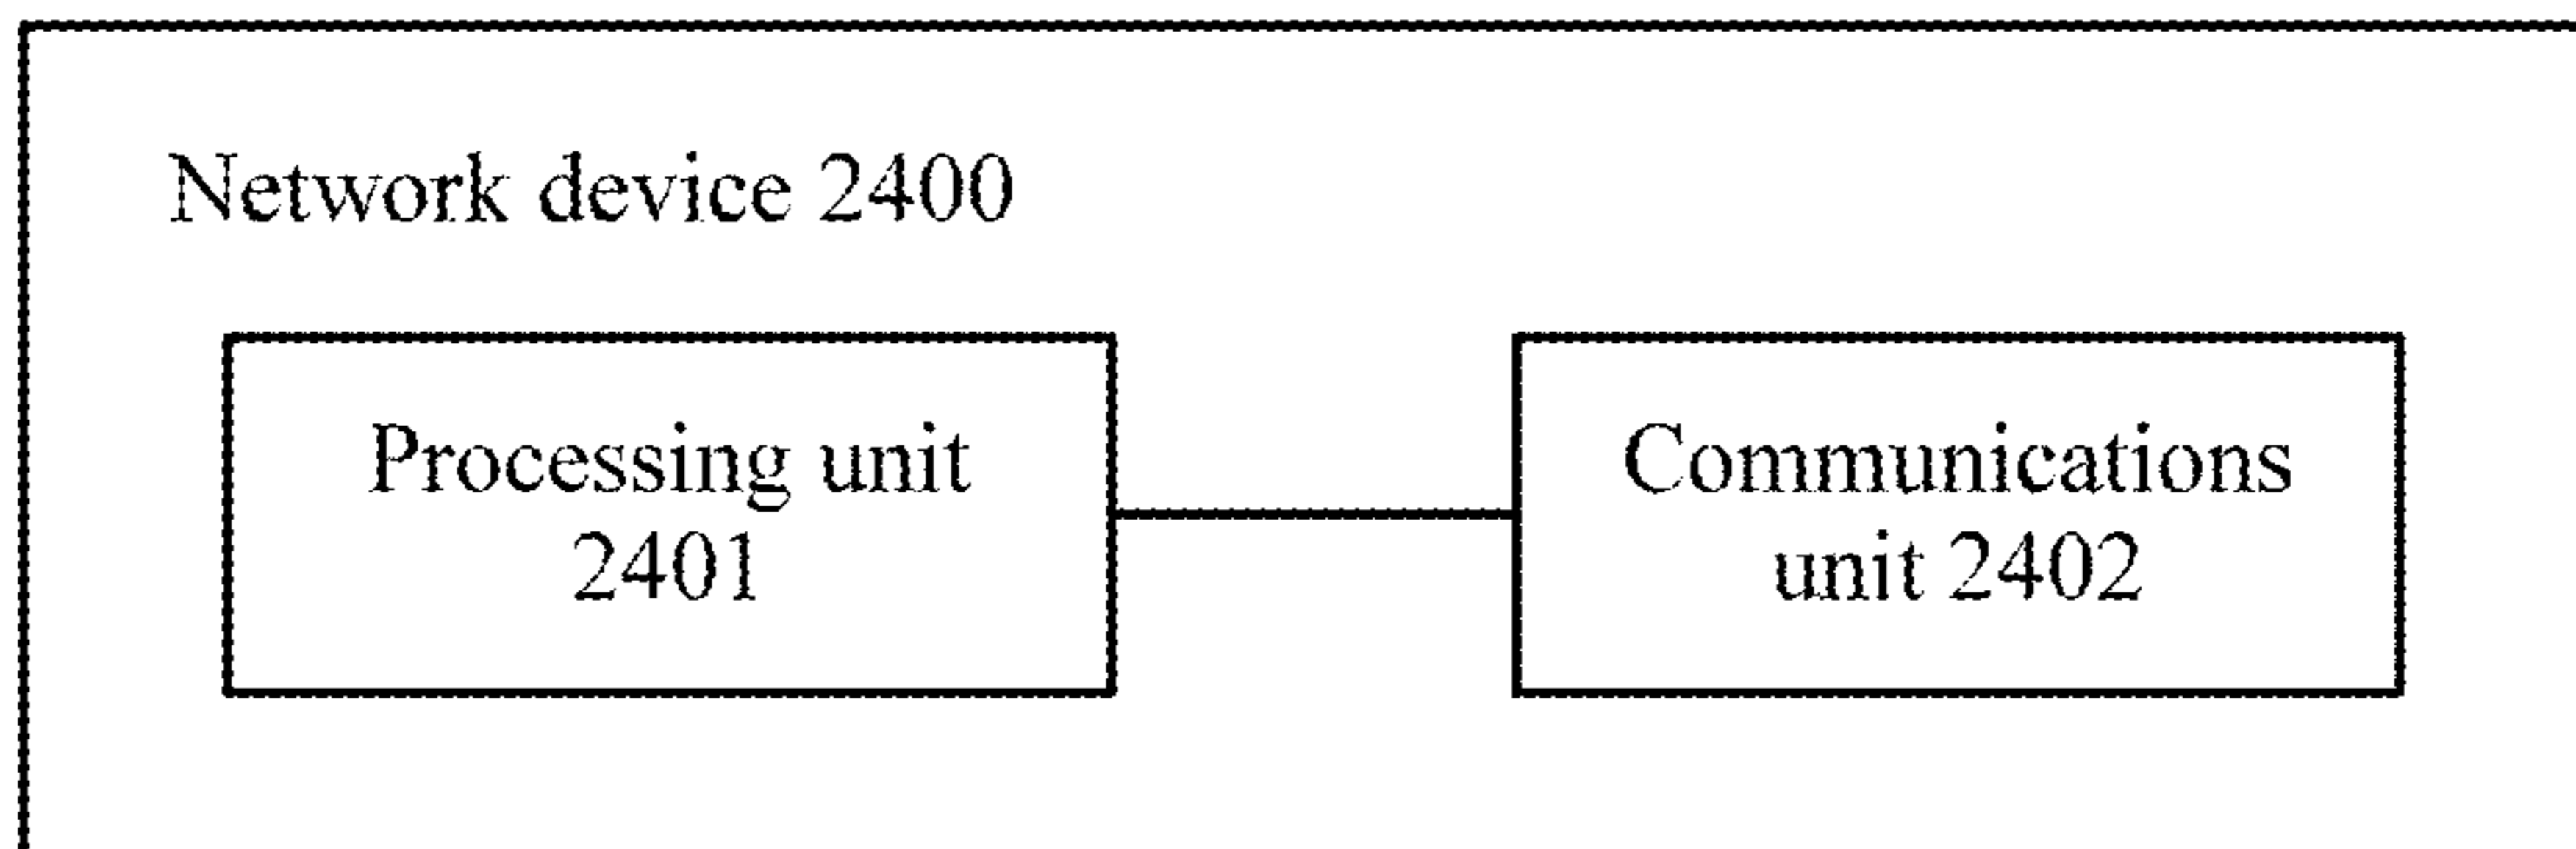 Network device 2400
Processing unit
2401
Communications
unit 2402